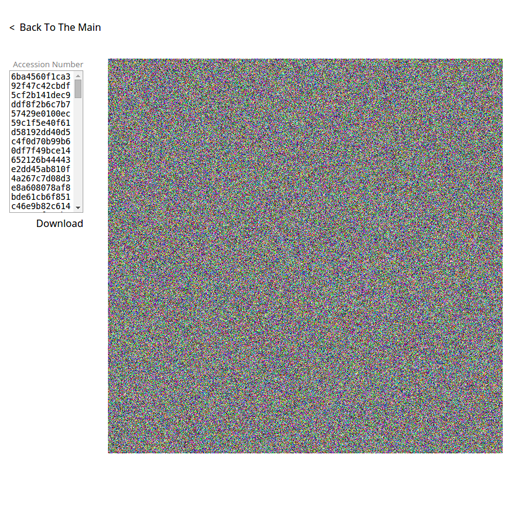 < Back To The Main
Accession Number
6ba4560f1ca3
92f47c42cbdf
5cf2b141dec9
ddf8f2b6c7b7
57429e0100ec
59c1f5e40f61
d58192dd40d5
c4f0d70b99b6
0df7f49bce14
652126b44443
e2dd45ab810f
4a267c7d08d3
e8a608078af8
bde61cb6f851
c46e9b82c614
Download